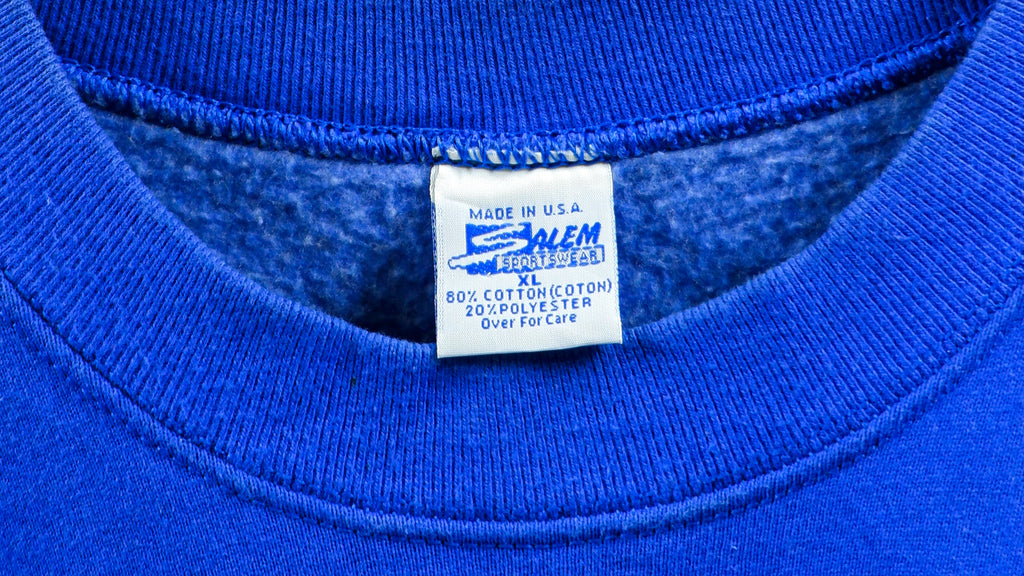 MADE IN U.S.A.
SALEM
SPORTSWEAR
XL
80% COTTON (COTON)
20% POLYESTER
Over For Care